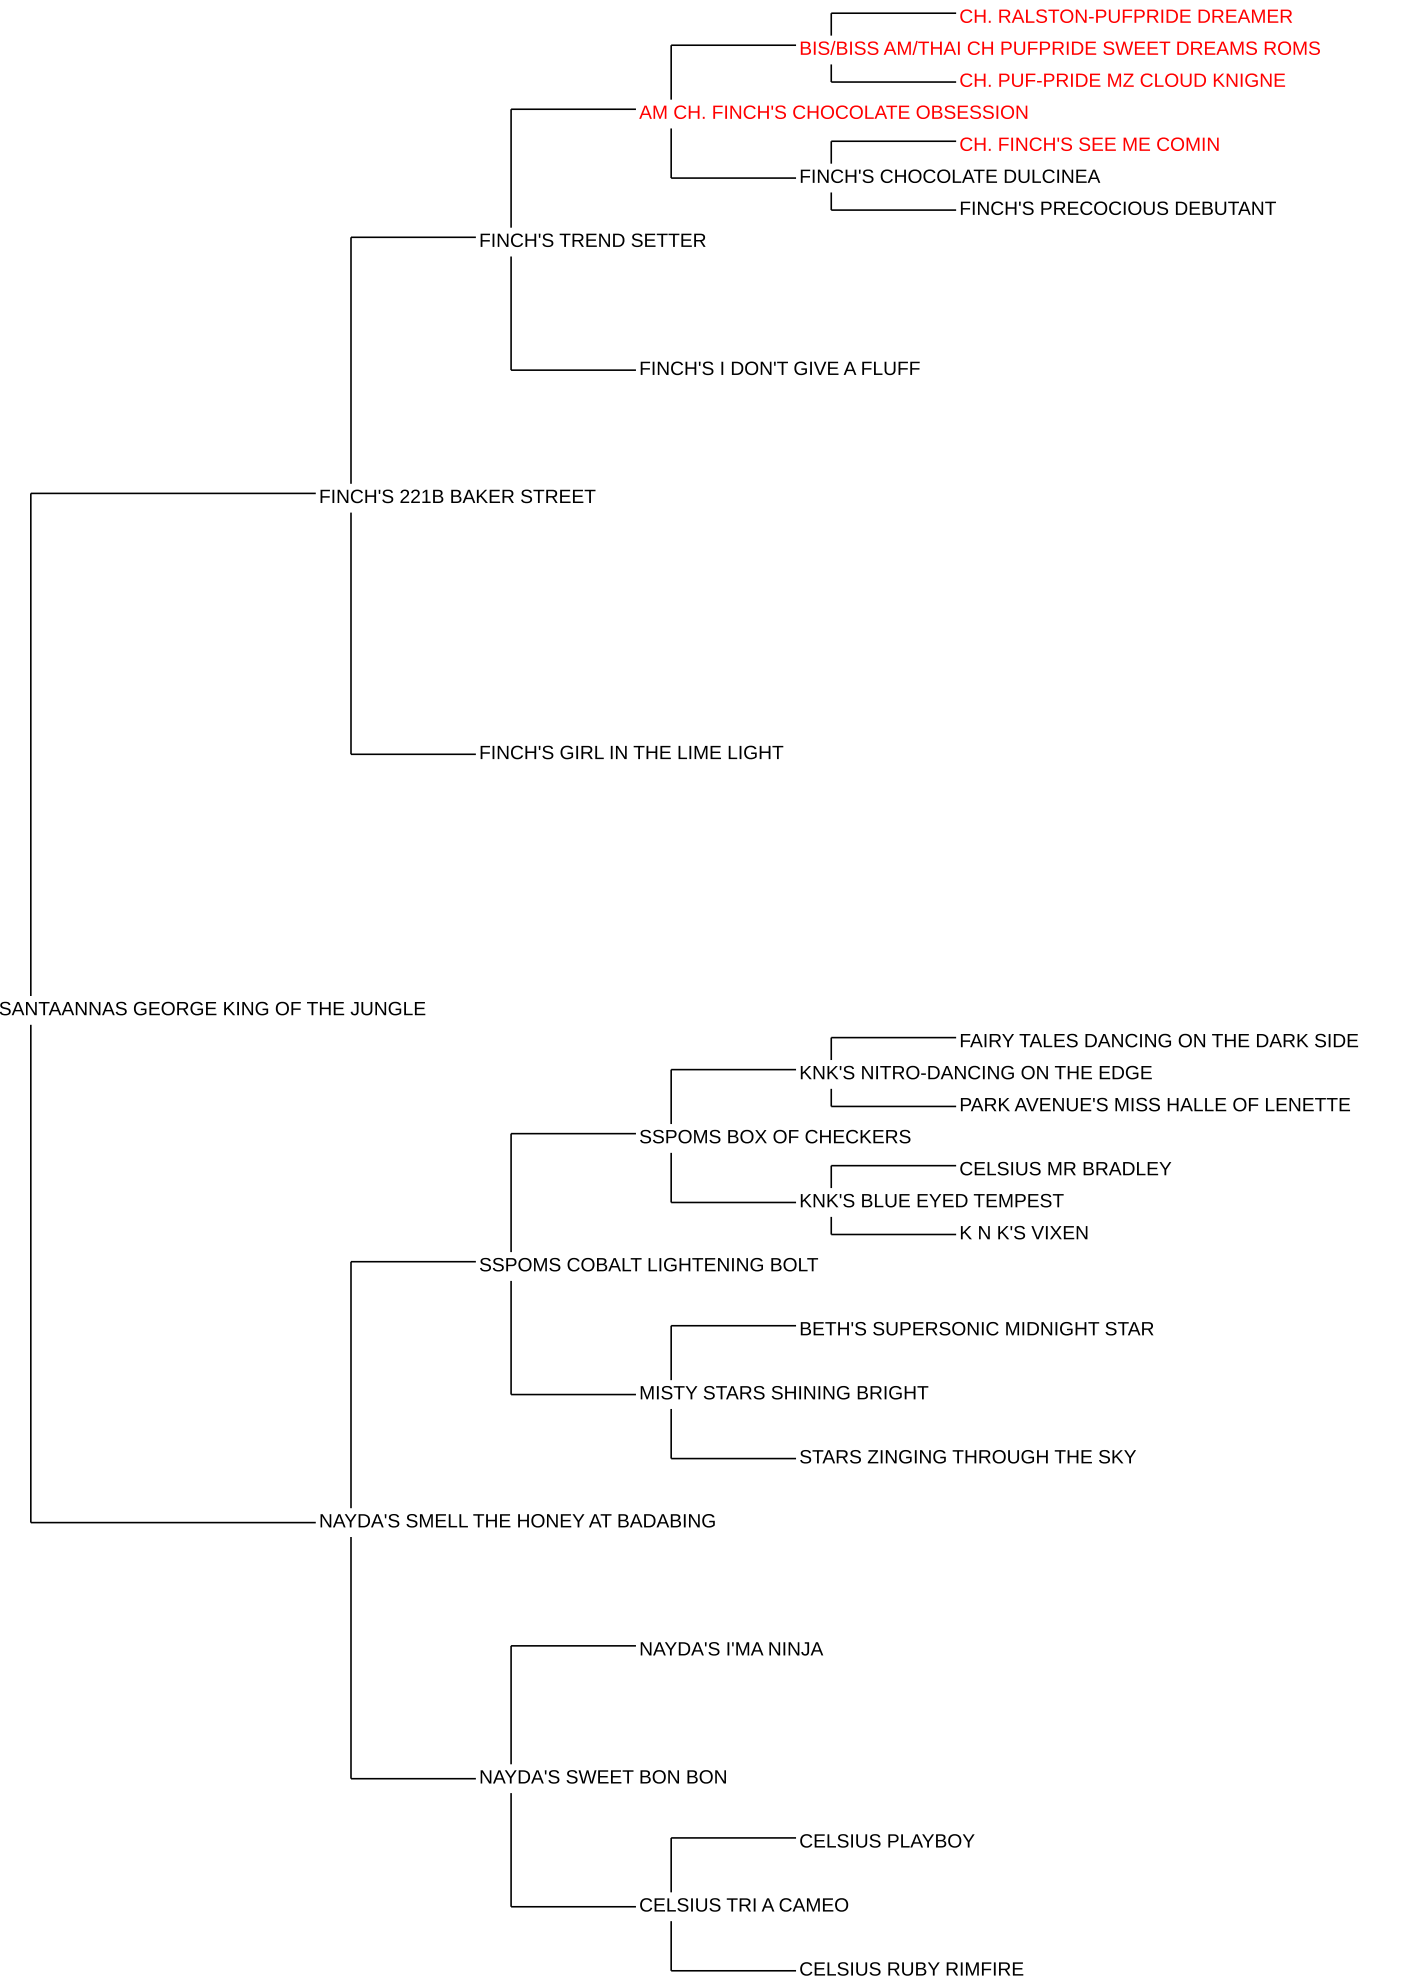 CH. RALSTON-PUFPRIDE DREAMER
BIS/BISS AM/THAI CH PUFPRIDE SWEET DREAMS ROMS
CH. PUF-PRIDE MZ CLOUD KNIGNE
AM CH. FINCH'S CHOCOLATE OBSESSION
CH. FINCH'S SEE ME COMIN
FINCH'S CHOCOLATE DULCINEA
FINCH'S PRECOCIOUS DEBUTANT
FINCH'S TREND SETTER
FINCH'S I DON'T GIVE A FLUFF
FINCH'S 221B BAKER STREET
FINCH'S GIRL IN THE LIME LIGHT
SANTAANNAS GEORGE KING OF THE JUNGLE
FAIRY TALES DANCING ON THE DARK SIDE
KNK'S NITRO-DANCING ON THE EDGE
PARK AVENUE'S MISS HALLE OF LENETTE
SSPOMS BOX OF CHECKERS
CELSIUS MR BRADLEY
KNK'S BLUE EYED TEMPEST
K N K'S VIXEN
SSPOMS COBALT LIGHTENING BOLT
BETH'S SUPERSONIC MIDNIGHT STAR
MISTY STARS SHINING BRIGHT
STARS ZINGING THROUGH THE SKY
NAYDA'S SMELL THE HONEY AT BADABING
NAYDA'S I'MA NINJA
NAYDA'S SWEET BON BON
CELSIUS PLAYBOY
CELSIUS TRI A CAMEO
CELSIUS RUBY RIMFIRE